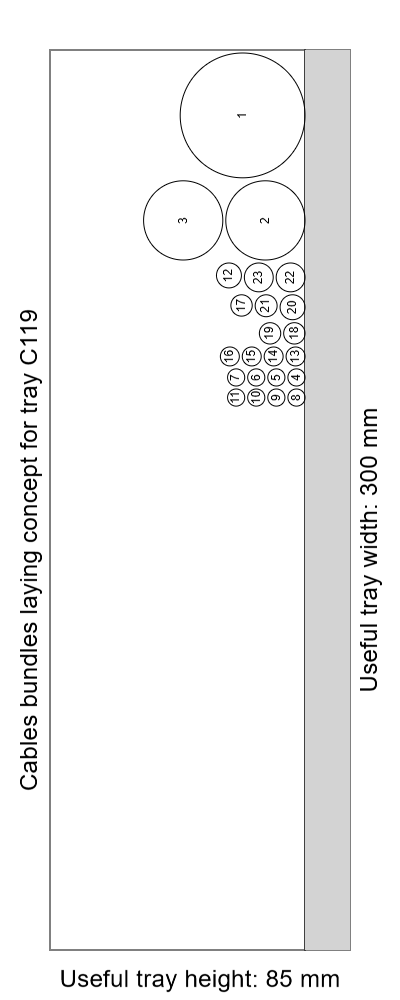 Cables bundles laying concept for tray C119
1
3 2
12 23 22
17 21 20
19 18
16 15 14 13
7 6 5 4
11 10 9 8
Useful tray width: 300 mm
Useful tray height: 85 mm